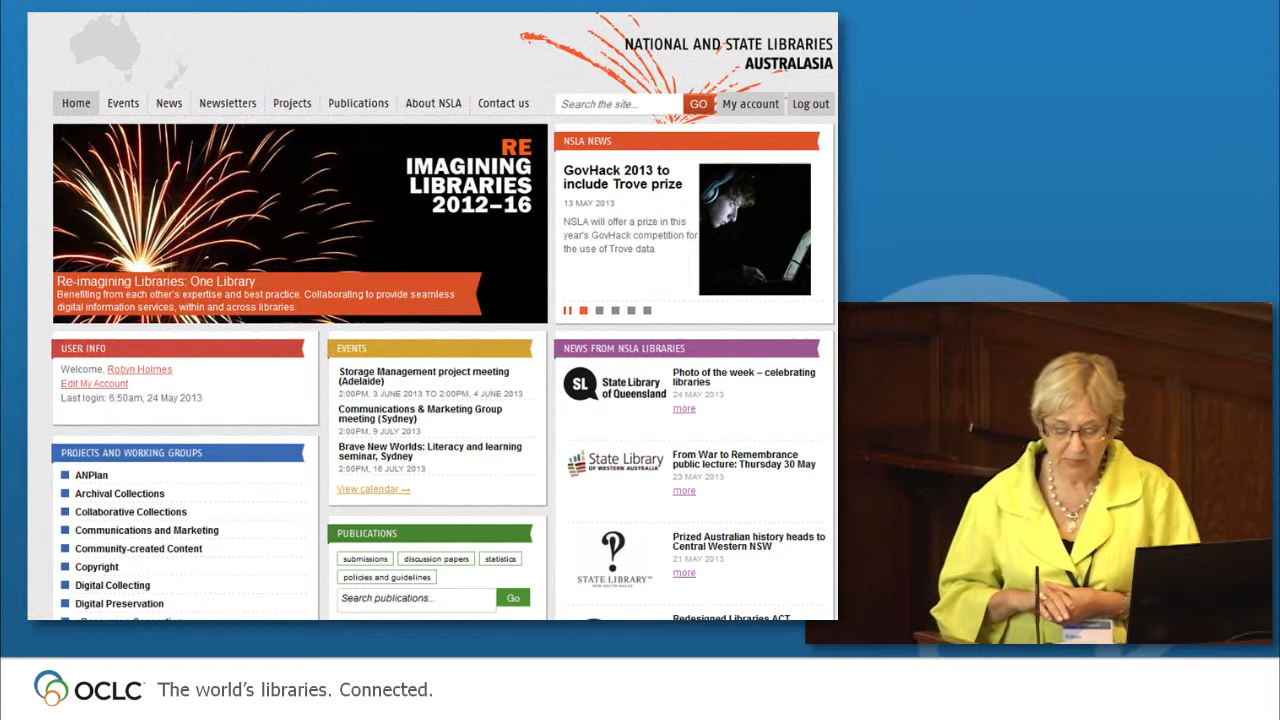 NATIONAL AND STATE LIBRARIES
AUSTRALASIA
Home
Events
News
Newsletters
Projects
Publications
About NSLA
Contact us
Search the site...
GO
My account
Log out
RE
IMAGINING
LIBRARIES
2012–16
Re-imagining Libraries: One Library
Benefiting from each other's expertise and best practice. Collaborating to provide seamless
digital information services, within and across libraries.
NSLA NEWS
GovHack 2013 to
include Trove prize
13 MAY 2013
NSLA will offer a prize in this
year's GovHack competition for
the use of Trove data.
USER INFO
Welcome, Robyn Holmes
Edit My Account
Last login: 6:50am, 24 May 2013
PROJECTS AND WORKING GROUPS
ANPlan
Archival Collections
Collaborative Collections
Communications and Marketing
Community-created Content
Copyright
Digital Collecting
Digital Preservation
EVENTS
Storage Management project meeting
(Adelaide)
2:00PM, 3 JUNE 2013 TO 2:00PM, 4 JUNE 2013
Communications & Marketing Group
meeting (Sydney)
2:00PM, 9 JULY 2013
Brave New Worlds: Literacy and learning
seminar, Sydney
2:00PM, 16 JULY 2013
View calendar →
PUBLICATIONS
submissions
discussion papers
statistics
policies and guidelines
Search publications...
Go
NEWS FROM NSLA LIBRARIES
SL
State Library
of Queensland
Photo of the week – celebrating
libraries
24 MAY 2013
more
State Library
OF WESTERN AUSTRALIA
From War to Remembrance
public lecture: Thursday 30 May
23 MAY 2013
more
?
STATE LIBRARY™
NEW SOUTH WALES
Prized Australian history heads to
Central Western NSW
21 MAY 2013
more
Redesigned Libraries ACT
OCLC
The world's libraries. Connected.